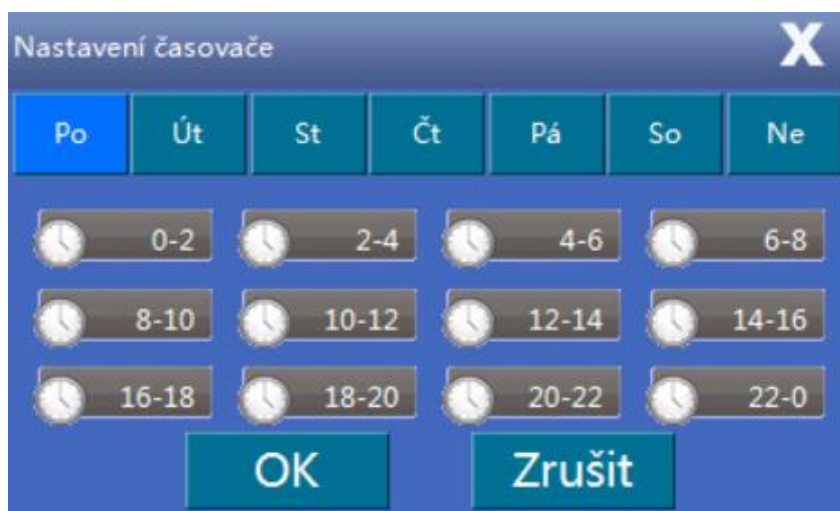 Nastavení časovače X
Po Út St Čt Pá So Ne
0-2 2-4 4-6 6-8
8-10 10-12 12-14 14-16
16-18 18-20 20-22 22-0
OK Zrušit